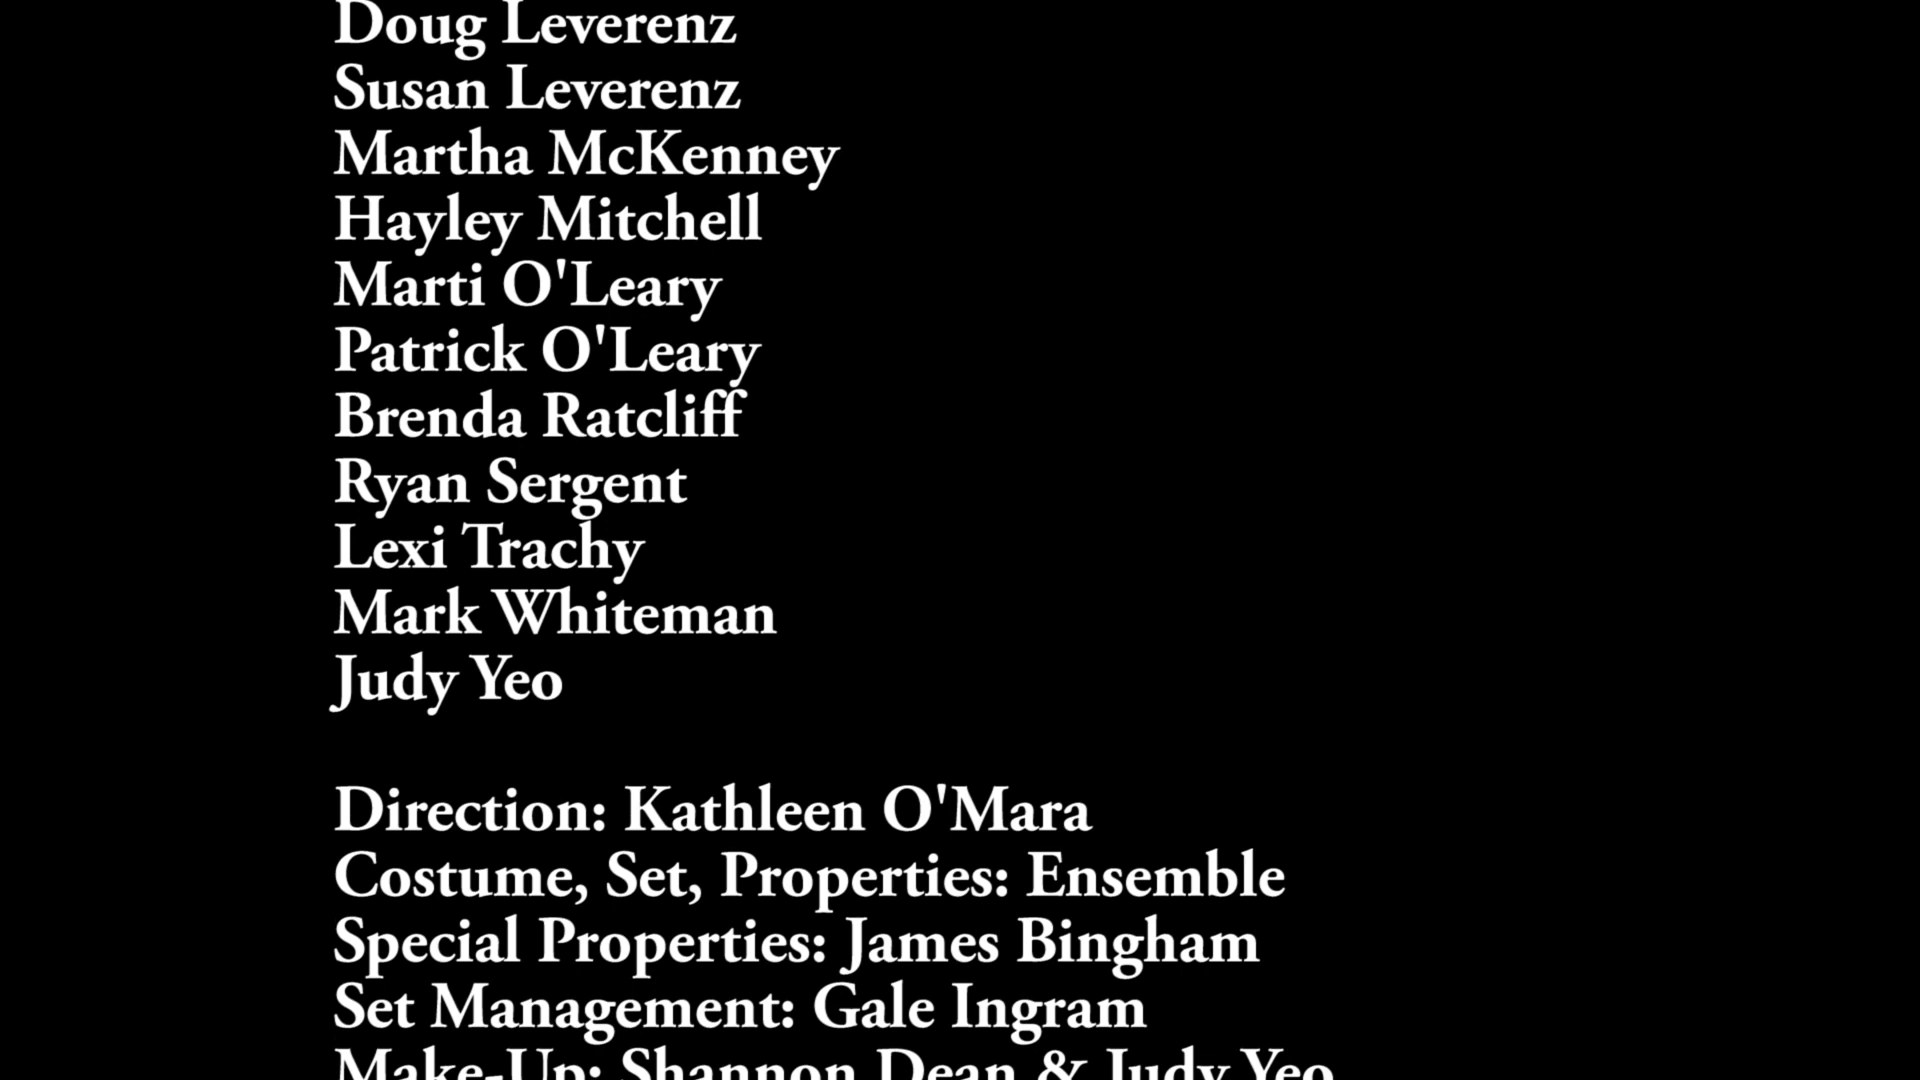 Doug Leverenz
Susan Leverenz
Martha McKenney
Hayley Mitchell
Marti O'Leary
Patrick O'Leary
Brenda Ratcliff
Ryan Sergent
Lexi Trachy
Mark Whiteman
Judy Yeo
Direction: Kathleen O'Mara
Costume, Set, Properties: Ensemble
Special Properties: James Bingham
Set Management: Gale Ingram
Make-Up: Shannon Dean & Judy Yeo